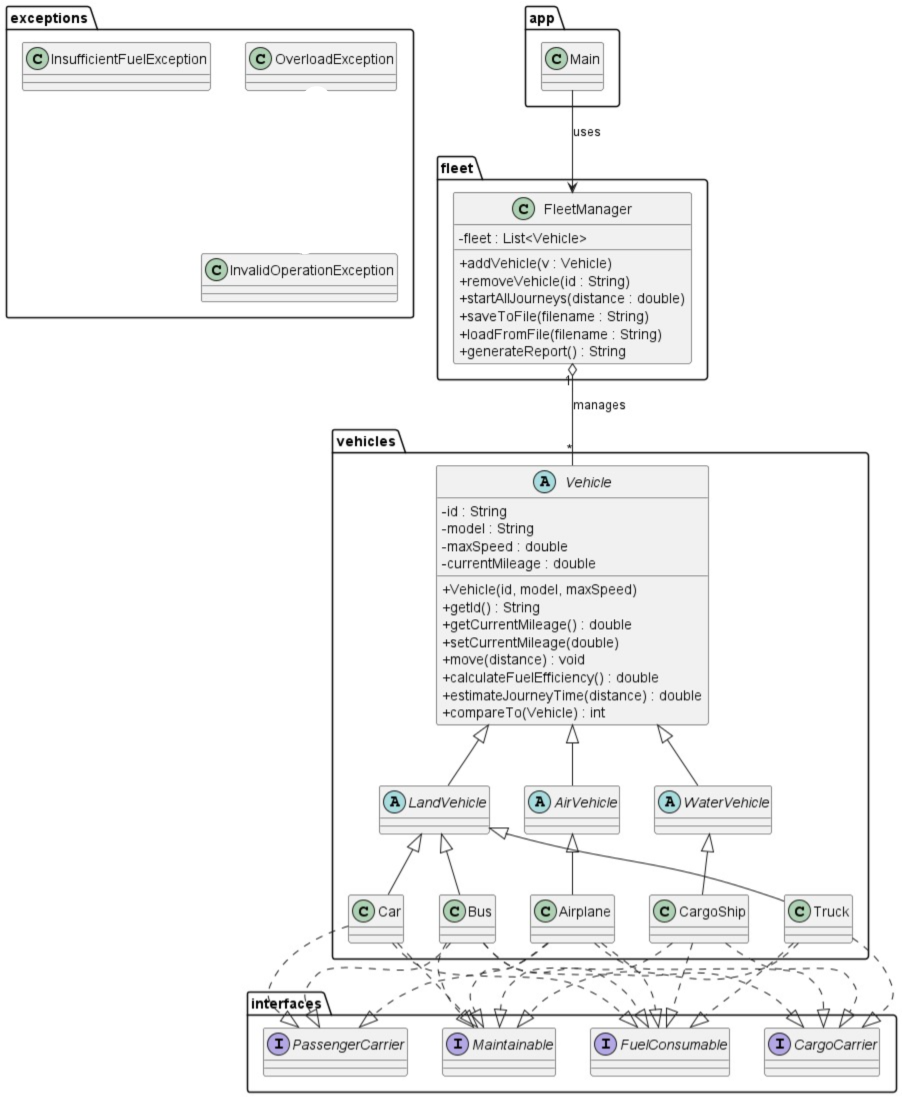 exceptions
C InsufficientFuelException
C OverloadException
C InvalidOperationException
app
C Main
uses
fleet
C FleetManager
-fleet : List<Vehicle>
+addVehicle(v : Vehicle)
+removeVehicle(id : String)
+startAllJourneys(distance : double)
+saveToFile(filename : String)
+loadFromFile(filename : String)
+generateReport() : String
1
manages
*
vehicles
A Vehicle
-id : String
-model : String
-maxSpeed : double
-currentMileage : double
+Vehicle(id, model, maxSpeed)
+getId() : String
+getCurrentMileage() : double
+setCurrentMileage(double)
+move(distance) : void
+calculateFuelEfficiency() : double
+estimateJourneyTime(distance) : double
+compareTo(Vehicle) : int
A LandVehicle
A AirVehicle
A WaterVehicle
C Car
C Bus
C Airplane
C CargoShip
C Truck
interfaces
I PassengerCarrier
I Maintainable
I FuelConsumable
I CargoCarrier